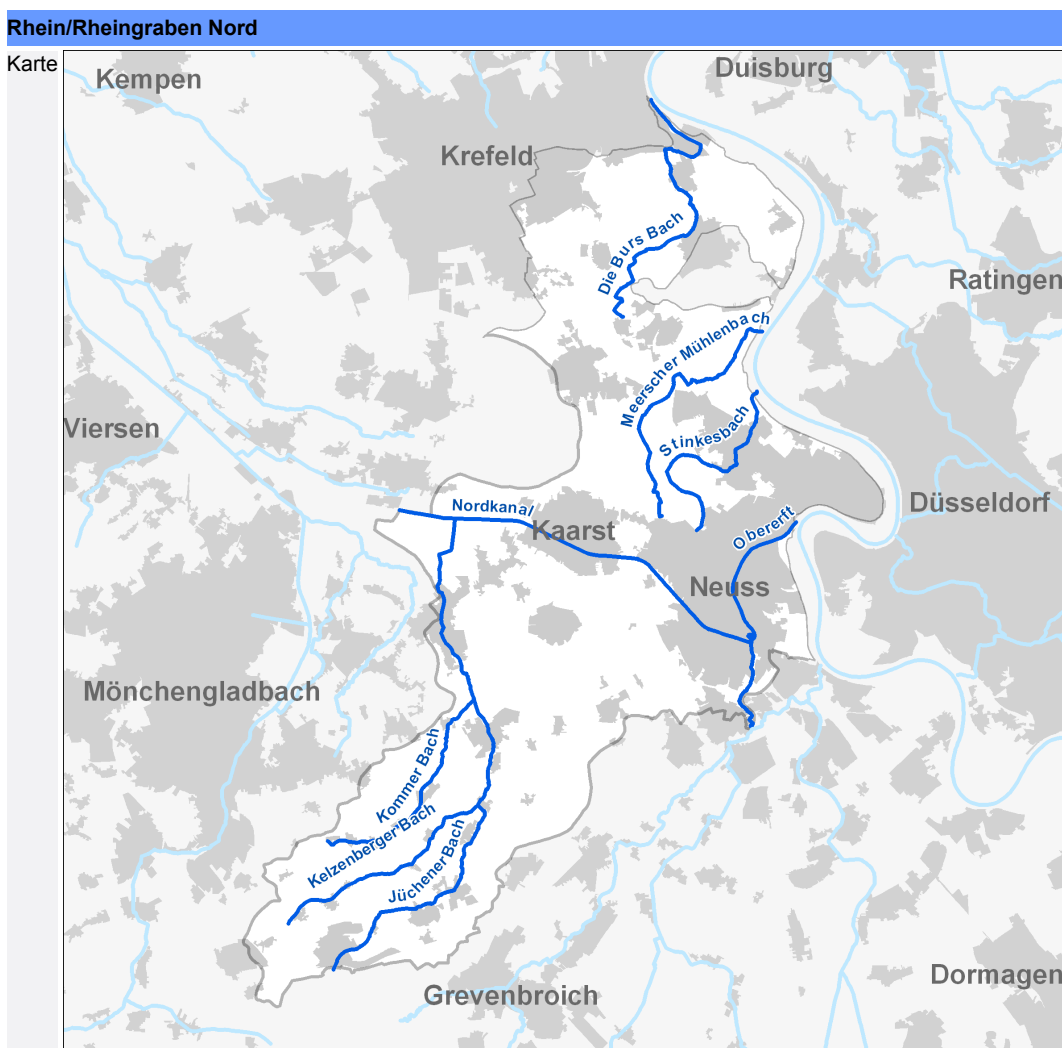 Rhein/Rheingraben Nord
Karte
Duisburg
Kempen
Krefeld
Die Burs Bach
Ratingen
Meerscher Mühlenbach
Viersen
Stinkesbach
Düsseldorf
Nordkanal
Kaarst
Obererft
Neuss
Mönchengladbach
Kommer Bach
Kelzenberger Bach
Jüchener Bach
Dormagen
Grevenbroich